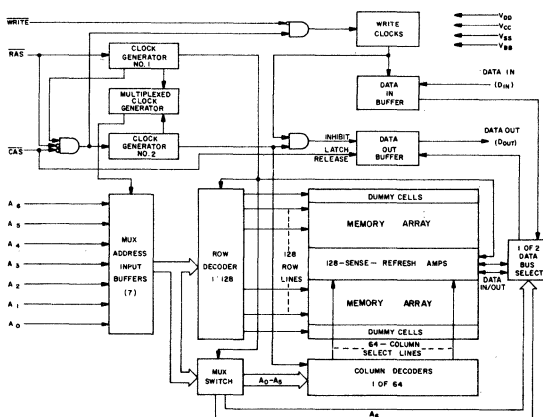 WRITE
RAS
CAS
CLOCK
GENERATOR
NO. 1
MULTIPLEXED
CLOCK
GENERATOR
CLOCK
GENERATOR
NO. 2
WRITE
CLOCKS
VDD
VCC
VSS
VBB
DATA
IN
BUFFER
DATA IN
(DIN)
INHIBIT
LATCH
RELEASE
DATA
OUT
BUFFER
DATA OUT
(DOUT)
A6
A5
A4
A3
A2
A1
A0
MUX
ADDRESS
INPUT
BUFFERS
(7)
ROW
DECODER
128
128
ROW
LINES
DUMMY CELLS
MEMORY ARRAY
128-SENSE-REFRESH AMPS
MEMORY ARRAY
DUMMY CELLS
DATA
IN/OUT
1 OF 2
DATA
BUS
SELECT
64-COLUMN
SELECT LINES
MUX
SWITCH
A0-A5
COLUMN DECODERS
1 OF 64
A6